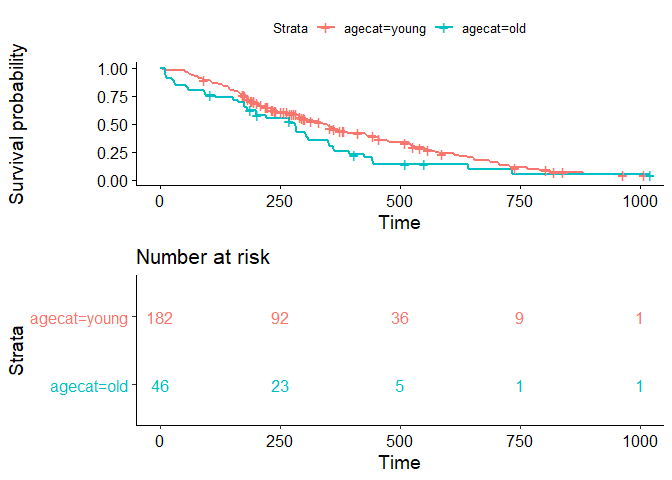 Strata agecat=young agecat=old
Survival probability
1.00
0.75
0.50
0.25
0.00
0 250 500 750 1000
Time
Number at risk
Strata
agecat=young 182 92 36 9 1
agecat=old 46 23 5 1 1
0 250 500 750 1000
Time